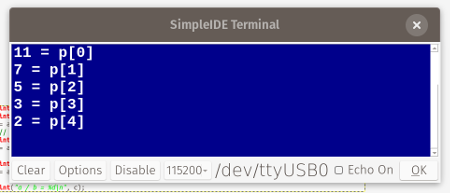 SimpleIDE Terminal
11 = p[0]
7 = p[1]
5 = p[2]
3 = p[3]
2 = p[4]
Clear Options Disable 115200 /dev/ttyUSB0 Echo On OK